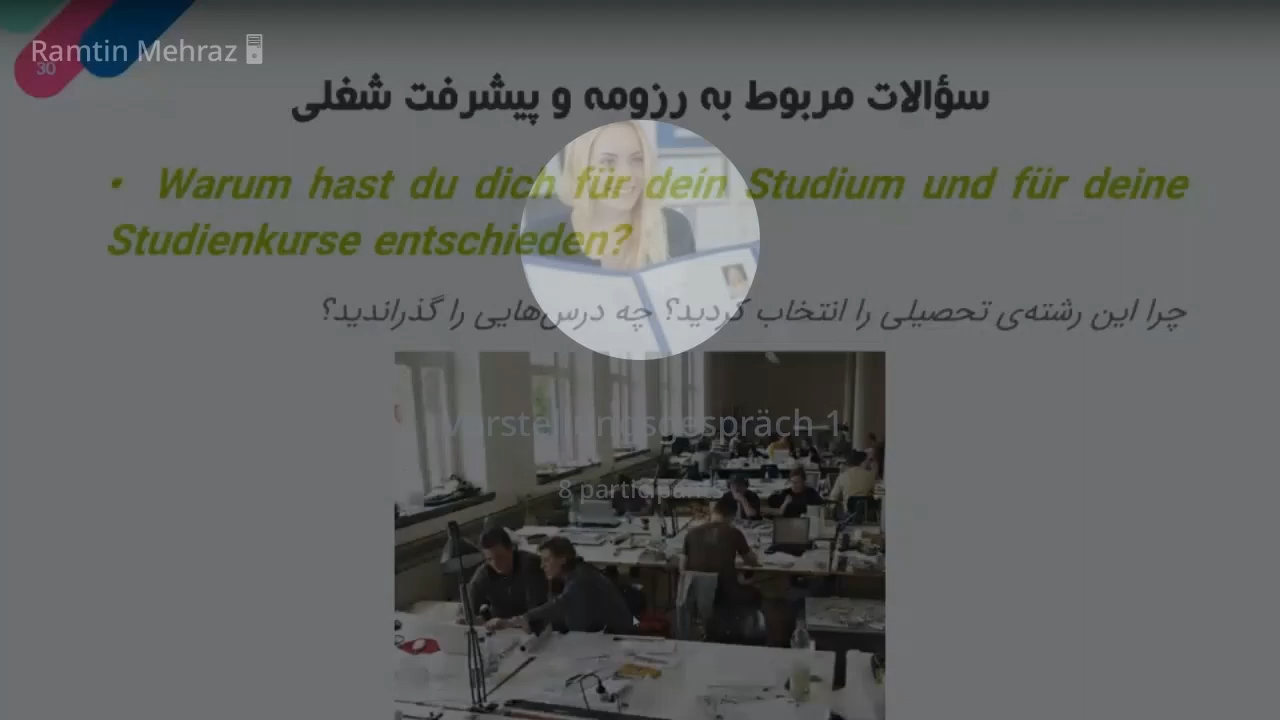 Ramtin Mehraz
30
سؤالات مربوط به رزومه و پیشرفت شغلی
• Warum hast du dich für dein Studium und für deine
Studienkurse entschieden?
چرا این رشته‌ی تحصیلی را انتخاب کردید؟ چه درس‌هایی را گذراندید؟
Vorstellungsgespräch 1
8 participants